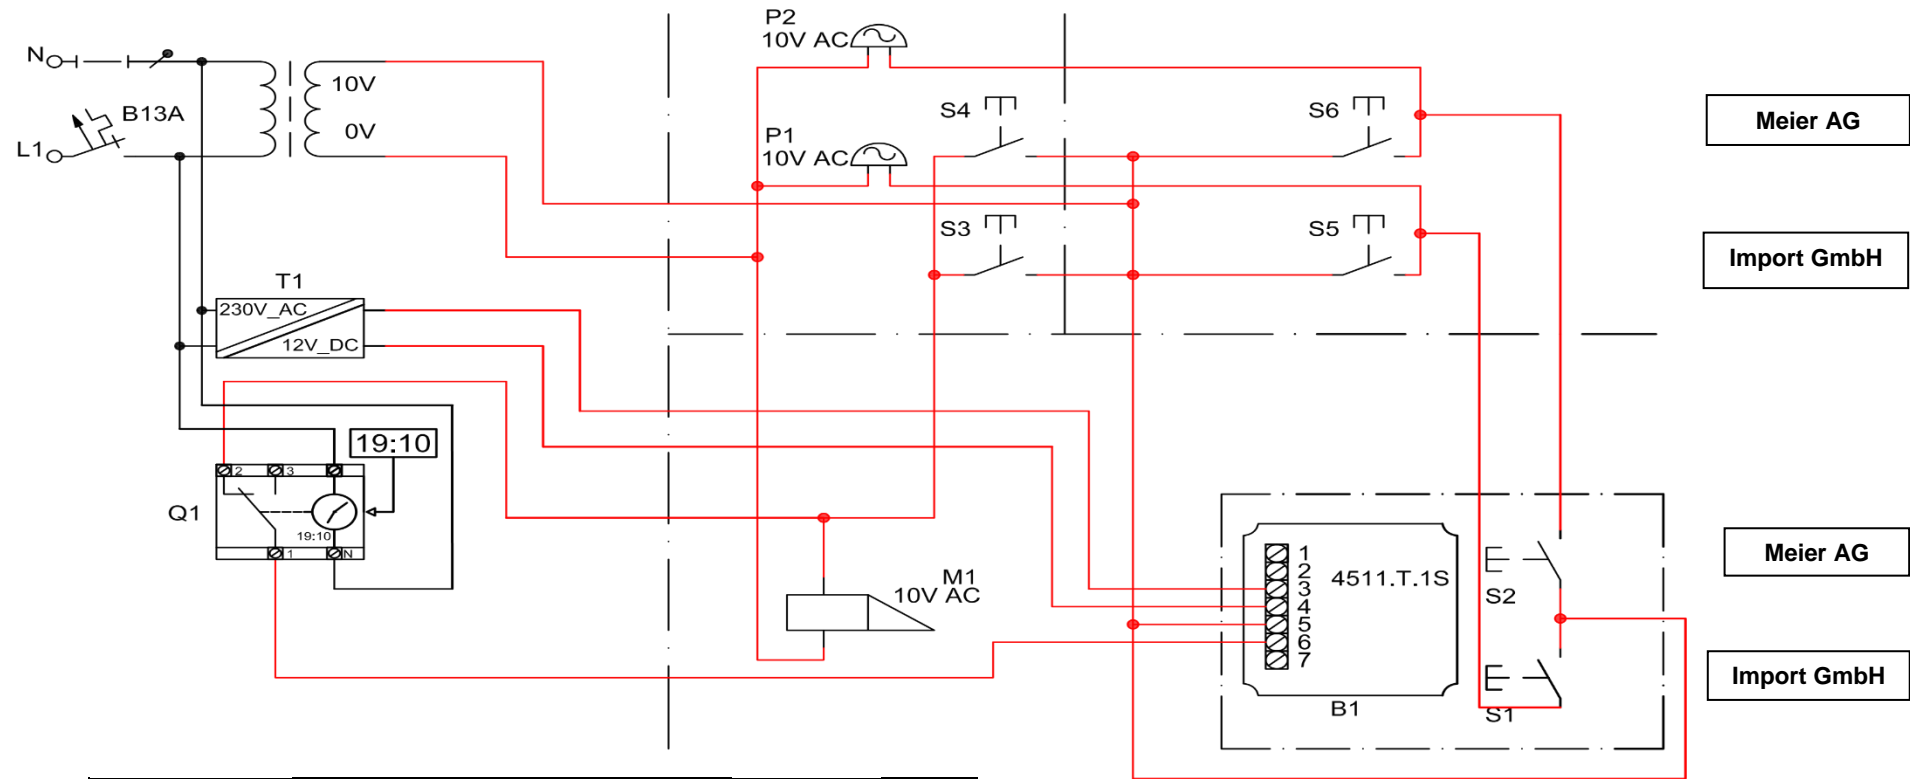 P2
10V AC
N
10V
B13A
S4
S6
Meier AG
0V
P1
L1
10V AC
S3
S5
Import GmbH
T1
230V_AC
12V_DC
19:10
2
3
Q1
19:10
1
N
M1
10V AC
1
2
3
4
5
6
7
4511.T.1S
Meier AG
S2
Import GmbH
B1
S1